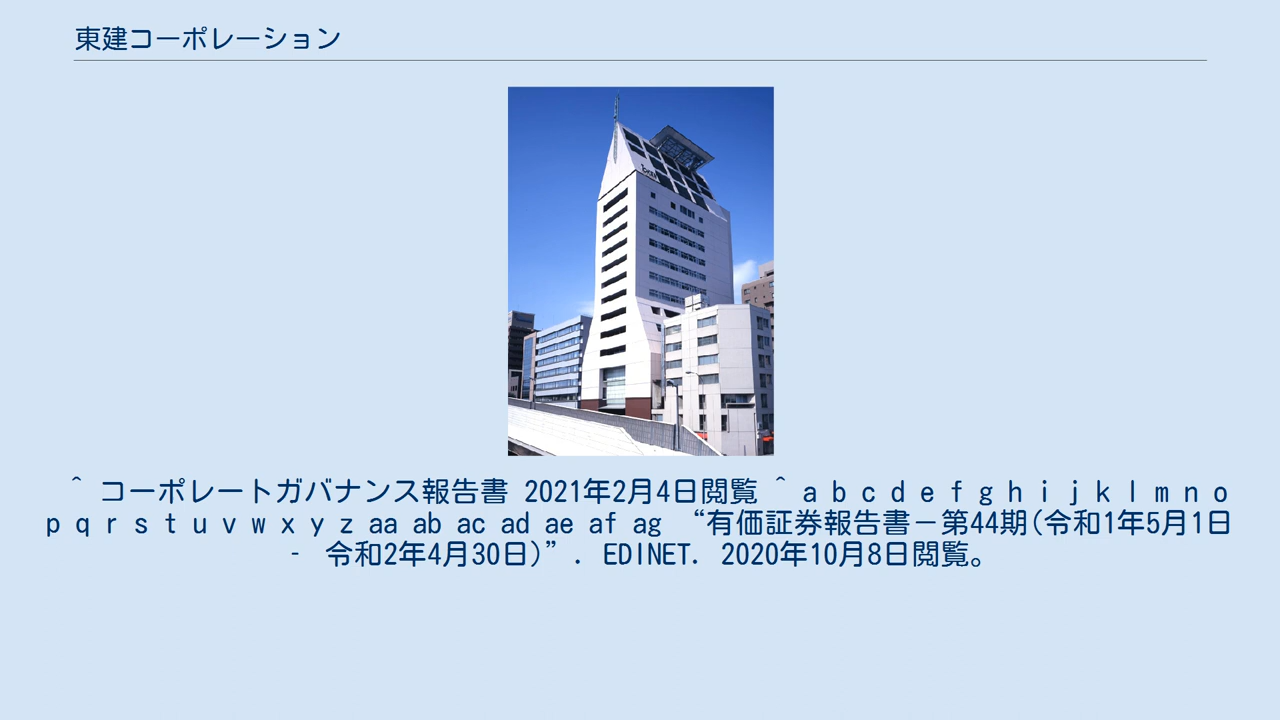 東建コーポレーション
^ コーポレートガバナンス報告書 2021年2月4日閲覧 ^ a b c d e f g h i j k l m n o
p q r s t u v w x y z aa ab ac ad ae af ag “有価証券報告書－第44期(令和1年5月1日
- 令和2年4月30日)”. EDINET. 2020年10月8日閲覧。